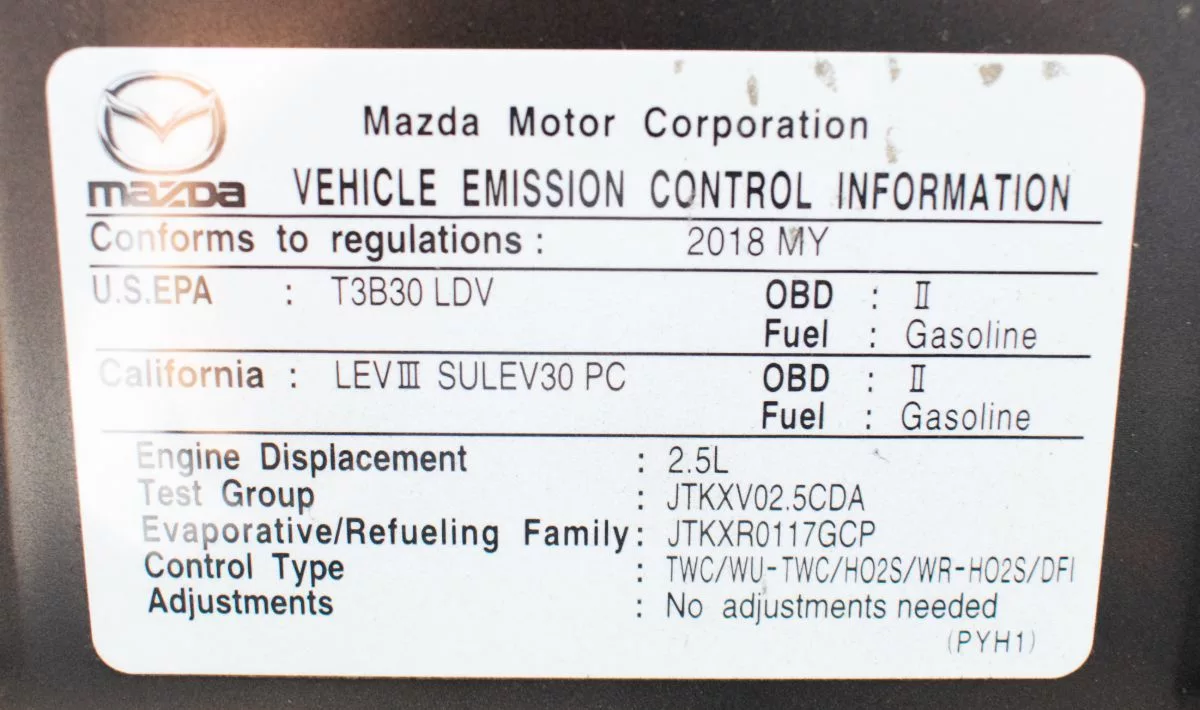 Mazda Motor Corporation
mazda VEHICLE EMISSION CONTROL INFORMATION
Conforms to regulations : 2018 MY
U.S.EPA : T3B30 LDV OBD : Ⅱ
Fuel : Gasoline
California : LEVⅢ SULEV30 PC OBD : Ⅱ
Fuel : Gasoline
Engine Displacement : 2.5L
Test Group : JTKXV02.5CDA
Evaporative/Refueling Family : JTKXR0117GCP
Control Type : TWC/WU-TWC/HO2S/WR-HO2S/DFI
Adjustments : No adjustments needed
(PYH1)